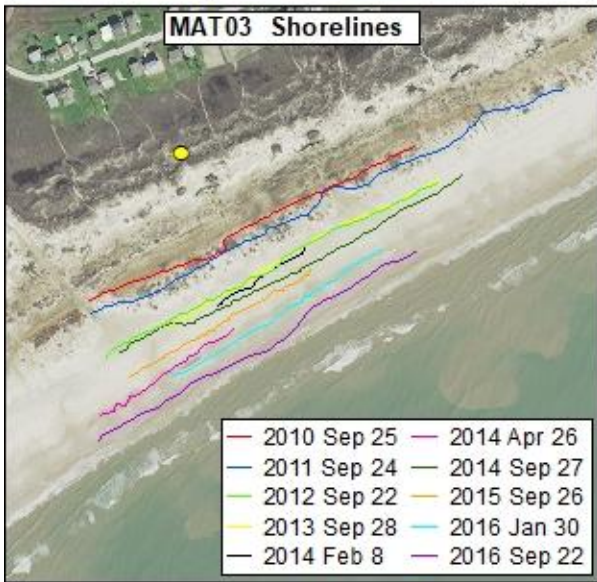 MAT03 Shorelines
2010 Sep 25
2011 Sep 24
2012 Sep 22
2013 Sep 28
2014 Feb 8
2014 Apr 26
2014 Sep 27
2015 Sep 26
2016 Jan 30
2016 Sep 22